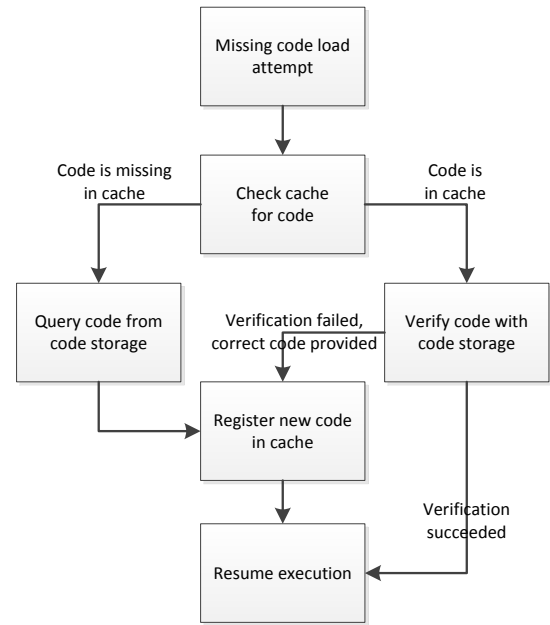 Missing code load
attempt
Code is missing
in cache
Check cache
for code
Code is
in cache
Query code from
code storage
Verification failed,
correct code provided
Verify code with
code storage
Register new code
in cache
Verification
succeeded
Resume execution